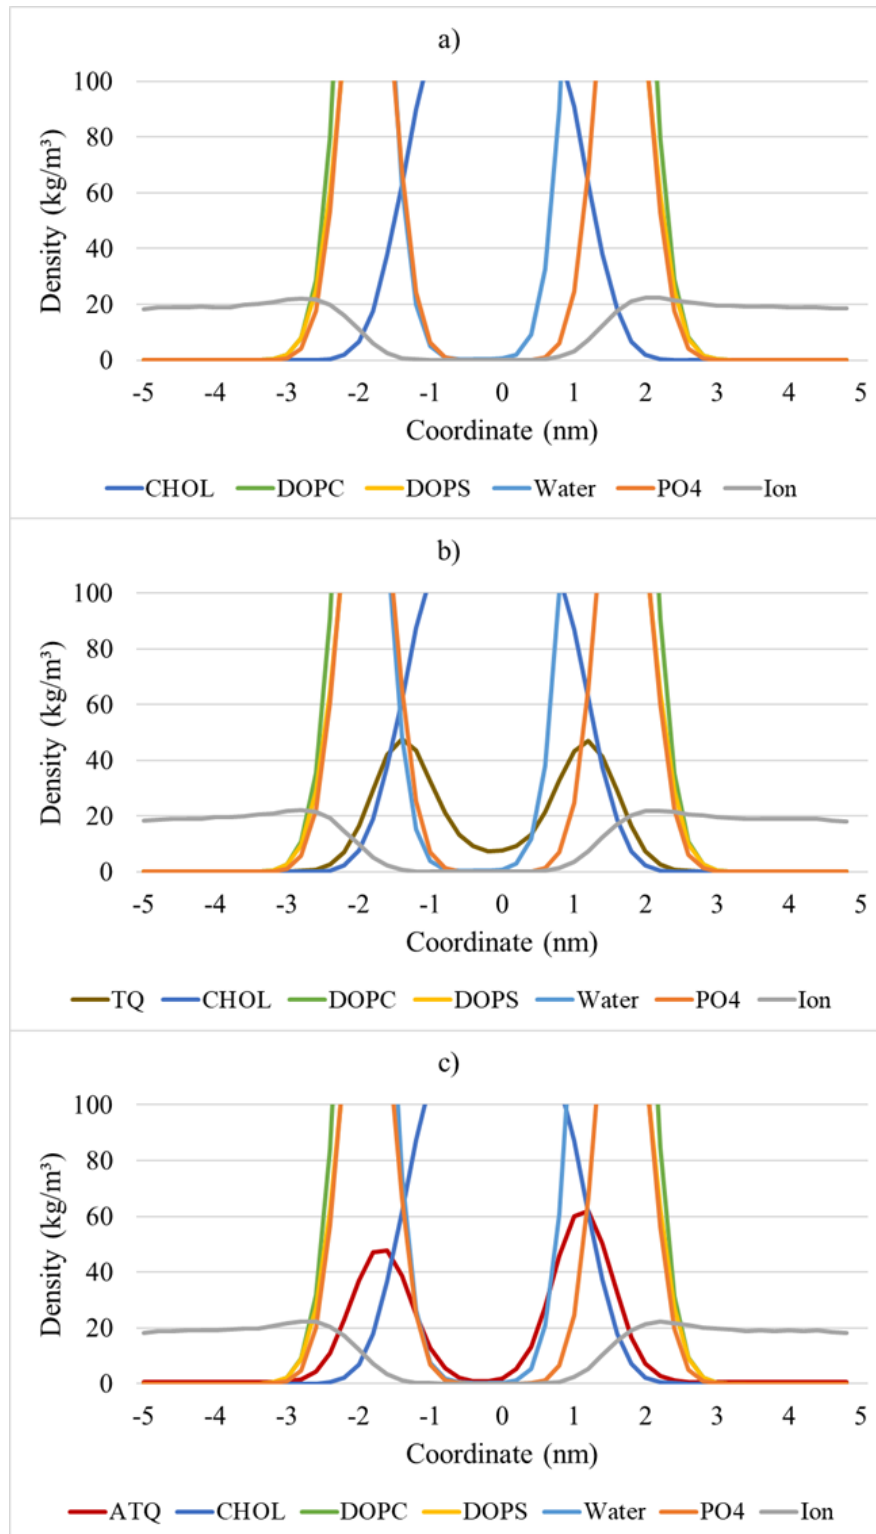 a)
100
80
60
40
20
0
Density (kg/m³)
-5 -4 -3 -2 -1 0 1 2 3 4 5
Coordinate (nm)
CHOL DOPC DOPS Water PO4 Ion
b)
100
80
60
40
20
0
Density (kg/m³)
-5 -4 -3 -2 -1 0 1 2 3 4 5
Coordinate (nm)
TQ CHOL DOPC DOPS Water PO4 Ion
c)
100
80
60
40
20
0
Density (kg/m³)
-5 -4 -3 -2 -1 0 1 2 3 4 5
Coordinate (nm)
ATQ CHOL DOPC DOPS Water PO4 Ion